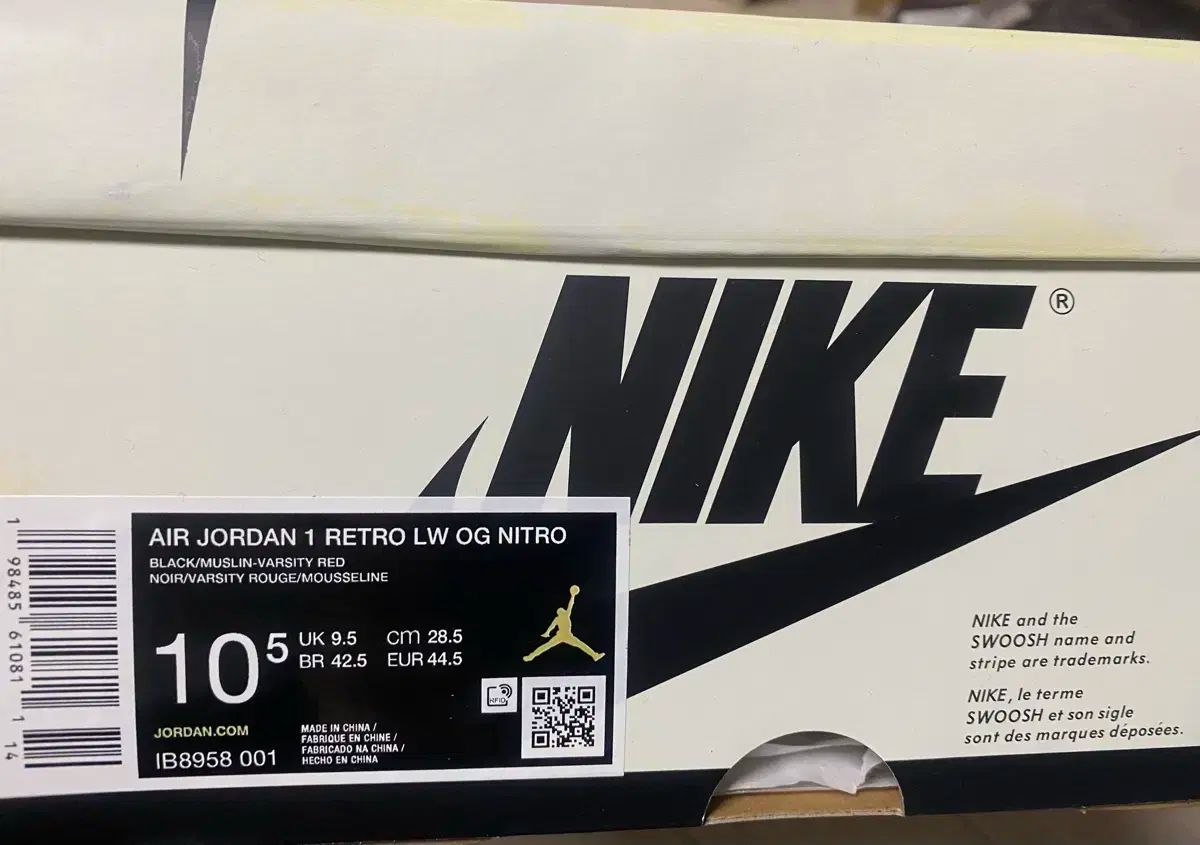 NIKE®
AIR JORDAN 1 RETRO LW OG NITRO
BLACK/MUSLIN-VARSITY RED
NOIR/VARSITY ROUGE/MOUSSELINE
10 5
UK 9.5 cm 28.5
BR 42.5 EUR 44.5
RFID
JORDAN.COM
IB8958 001
MADE IN CHINA /
FABRIQUE EN CHINE /
FABRICADO NA CHINA /
HECHO EN CHINA
1 98485 61081 1 14
NIKE and the
SWOOSH name and
stripe are trademarks.
NIKE, le terme
SWOOSH et son sigle
sont des marques déposées.